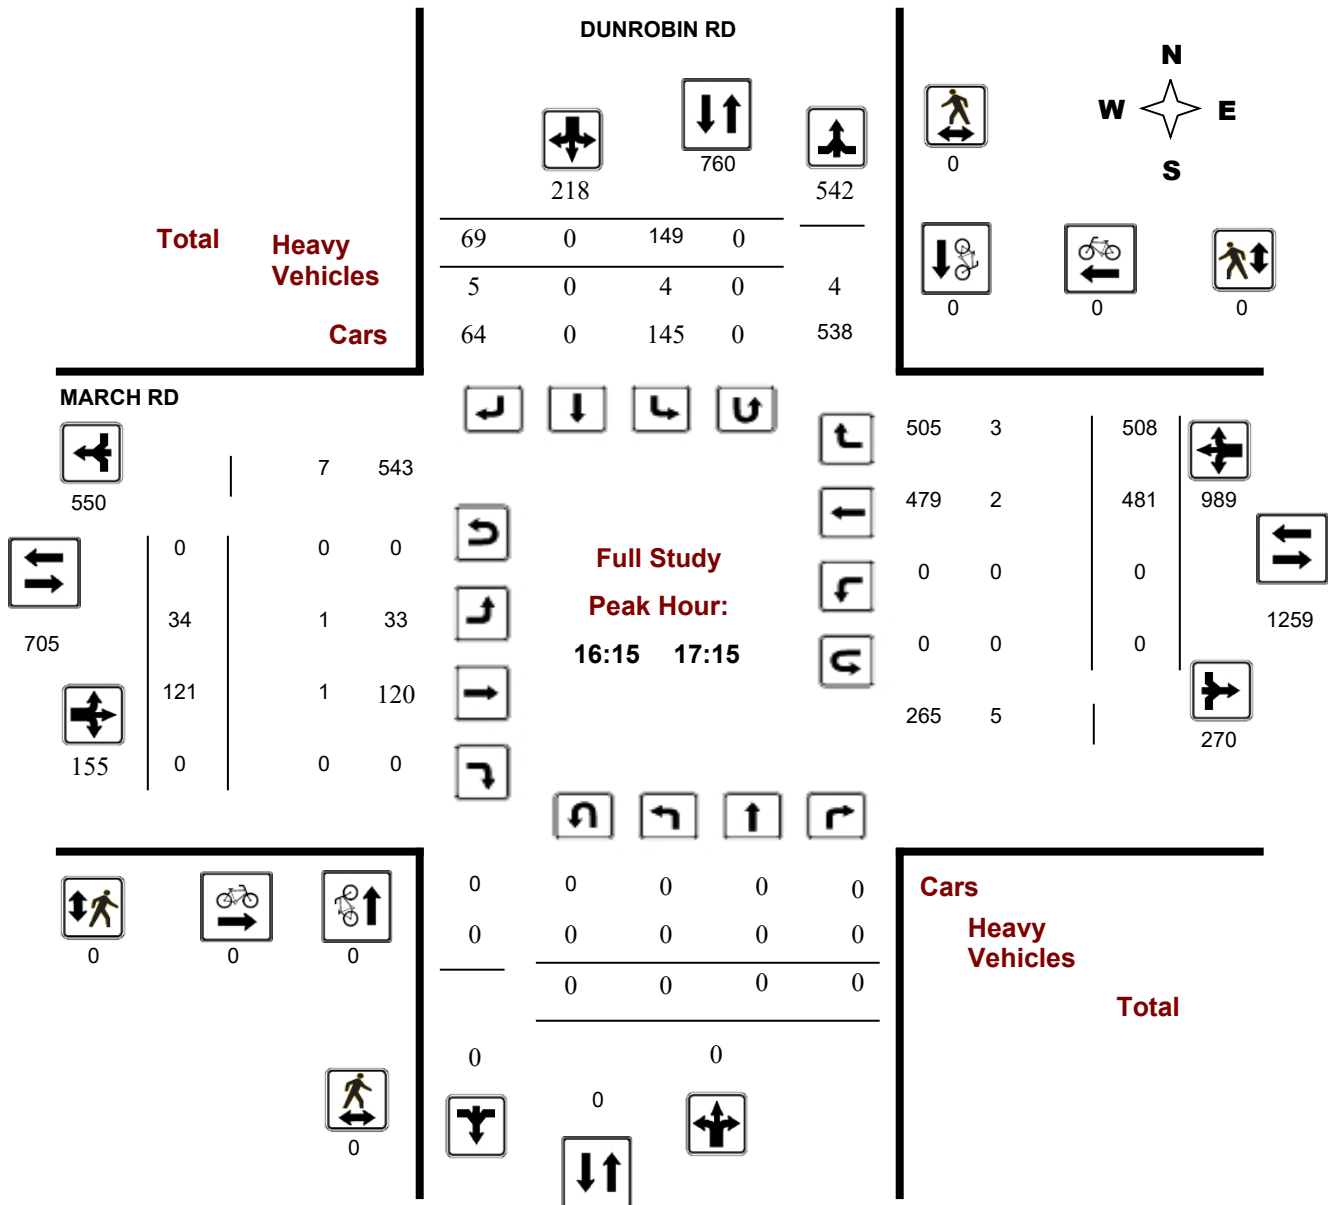 DUNROBIN RD
N
W E
S
760
218 542
0
69 0 149 0
Total Heavy
Vehicles
5 0 4 0 4
0 0 0
Cars 64 0 145 0 538
MARCH RD
505 3 508
7 543
550
479 2 481 989
0 0 0
Full Study
0 0 0
34 1 33
Peak Hour:
1259
705
16:15 17:15
0 0 0
121 1 120
265 5
270
155 0 0 0
0 0 0 0 0
Cars
0 0 0 0 0
Heavy
Vehicles
0 0 0
0 0 0 0
Total
0 0
0
0